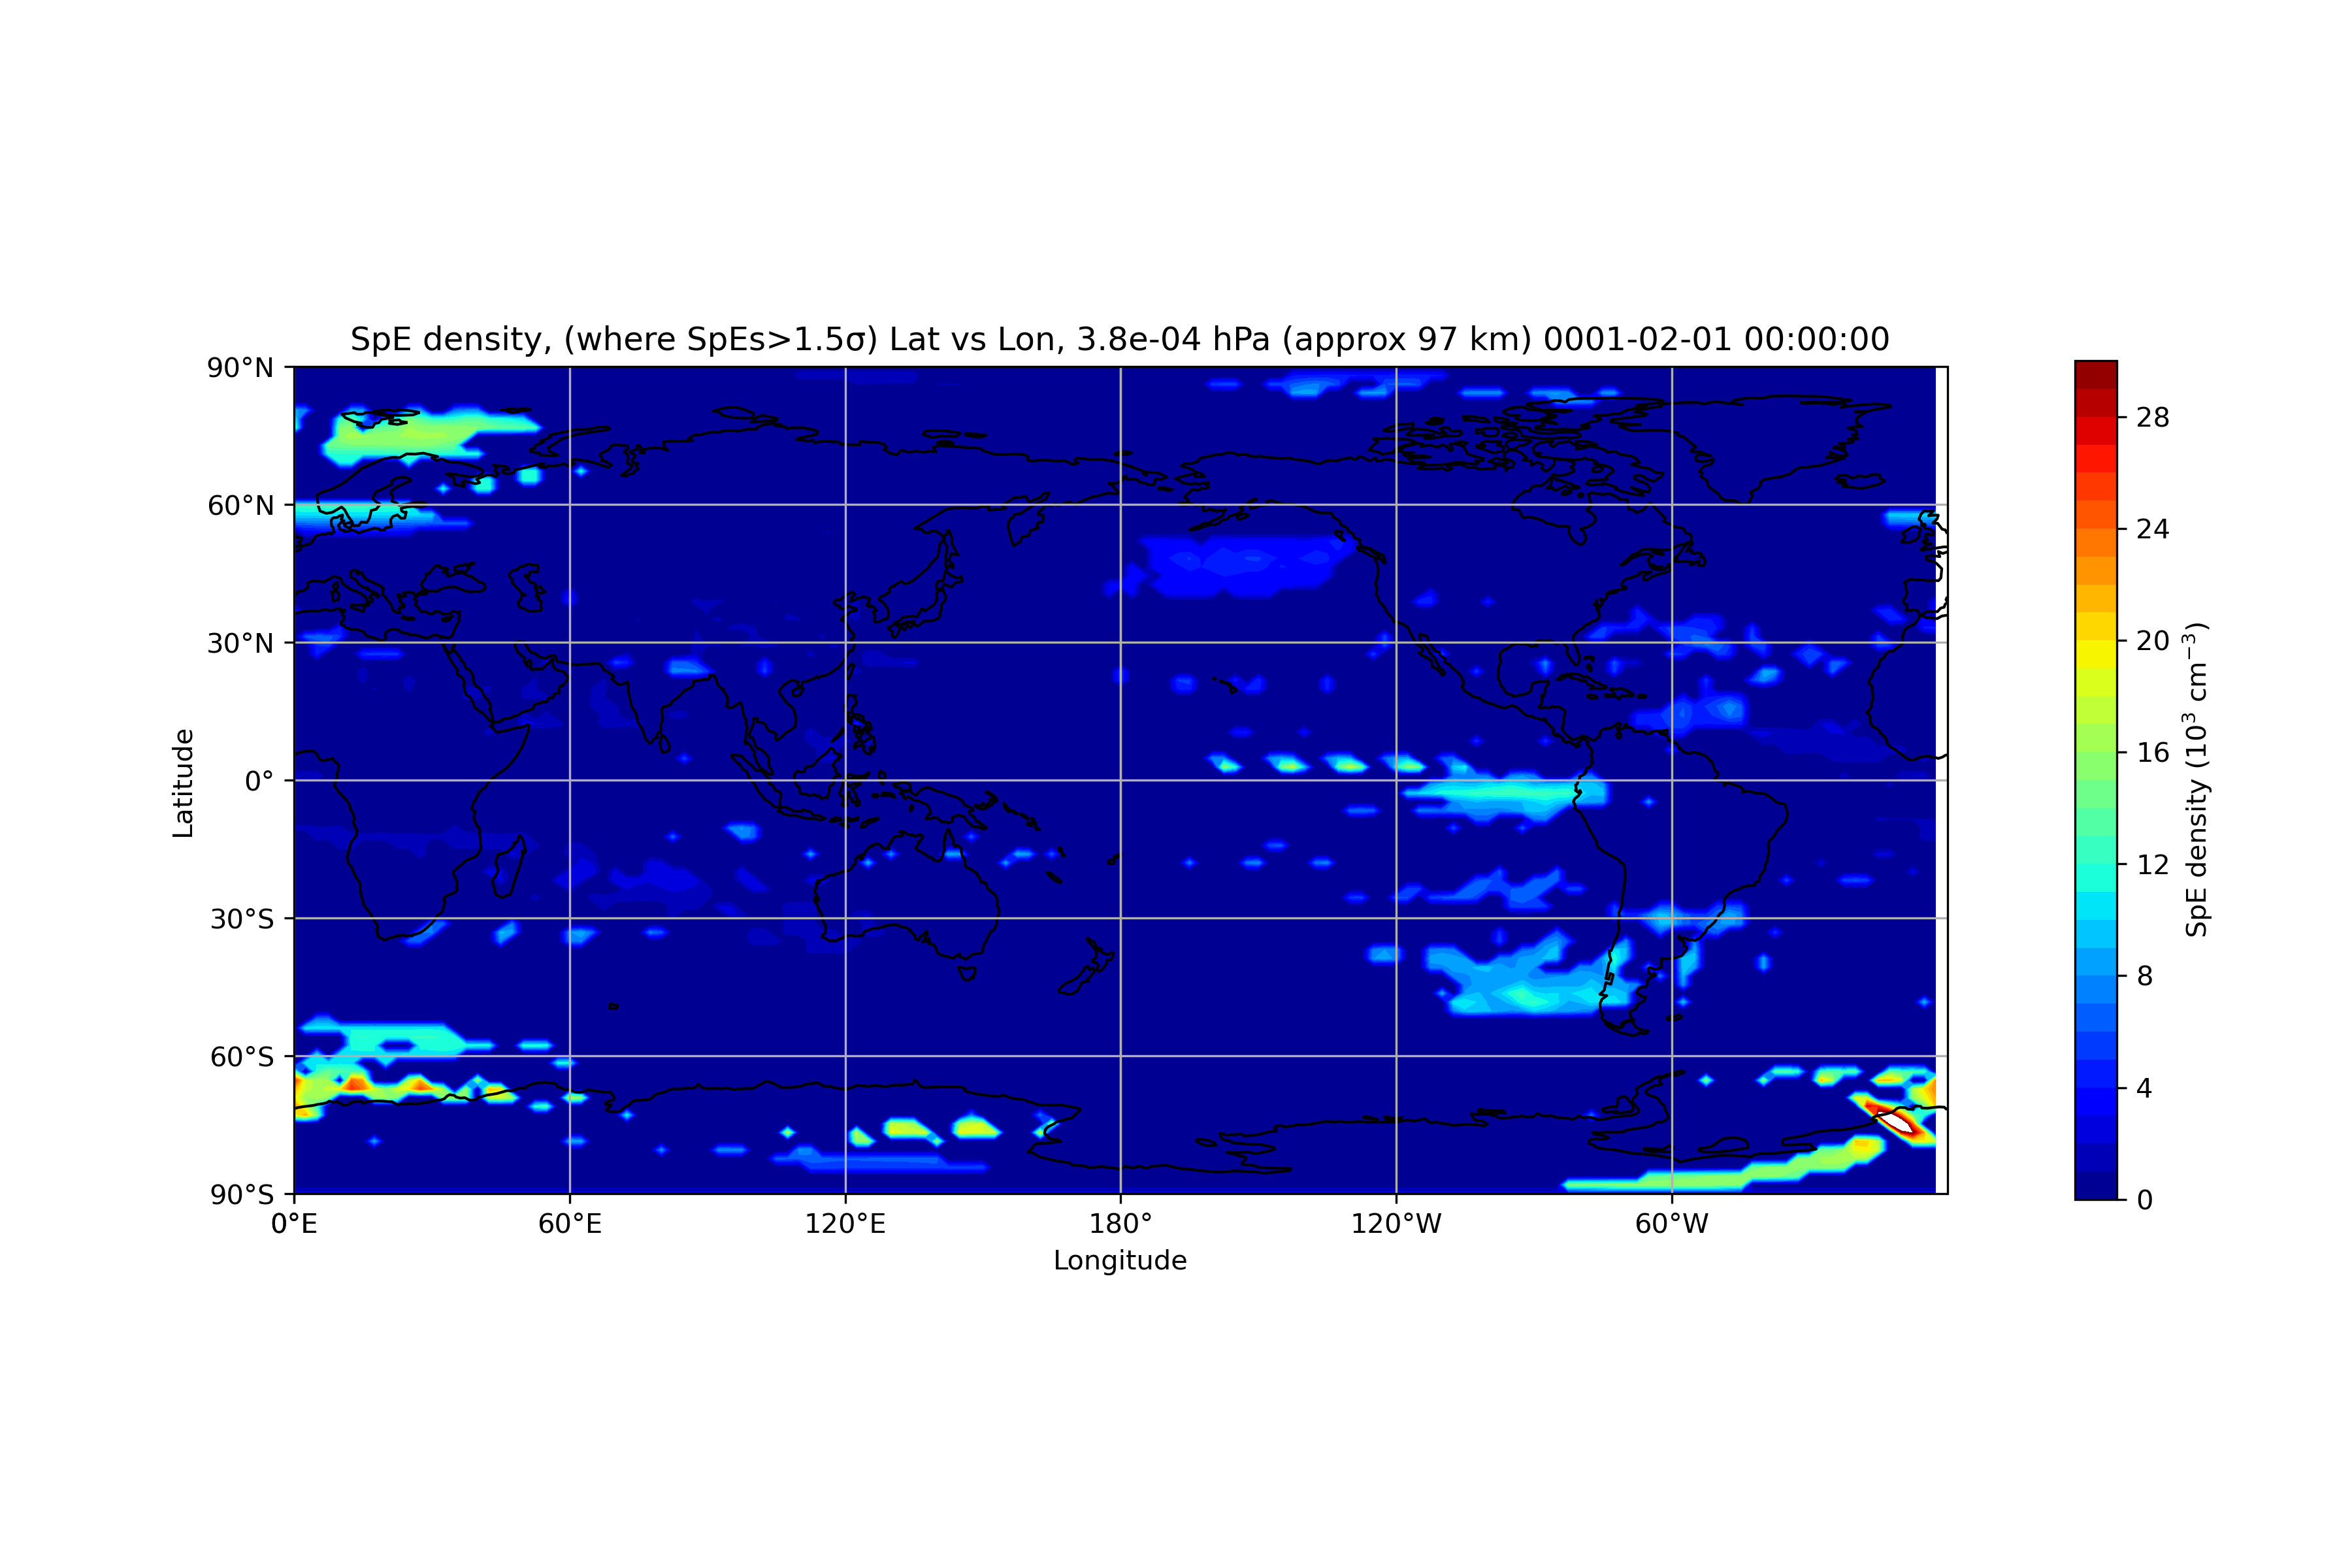 SpE density, (where SpEs>1.5σ) Lat vs Lon, 3.8e-04 hPa (approx 97 km) 0001-02-01 00:00:00
90°N
60°N
30°N
0°
30°S
60°S
90°S
Latitude
0°E
60°E
120°E
180°
120°W
60°W
Longitude
28
24
20
16
12
8
4
0
SpE density (10³ cm⁻³)